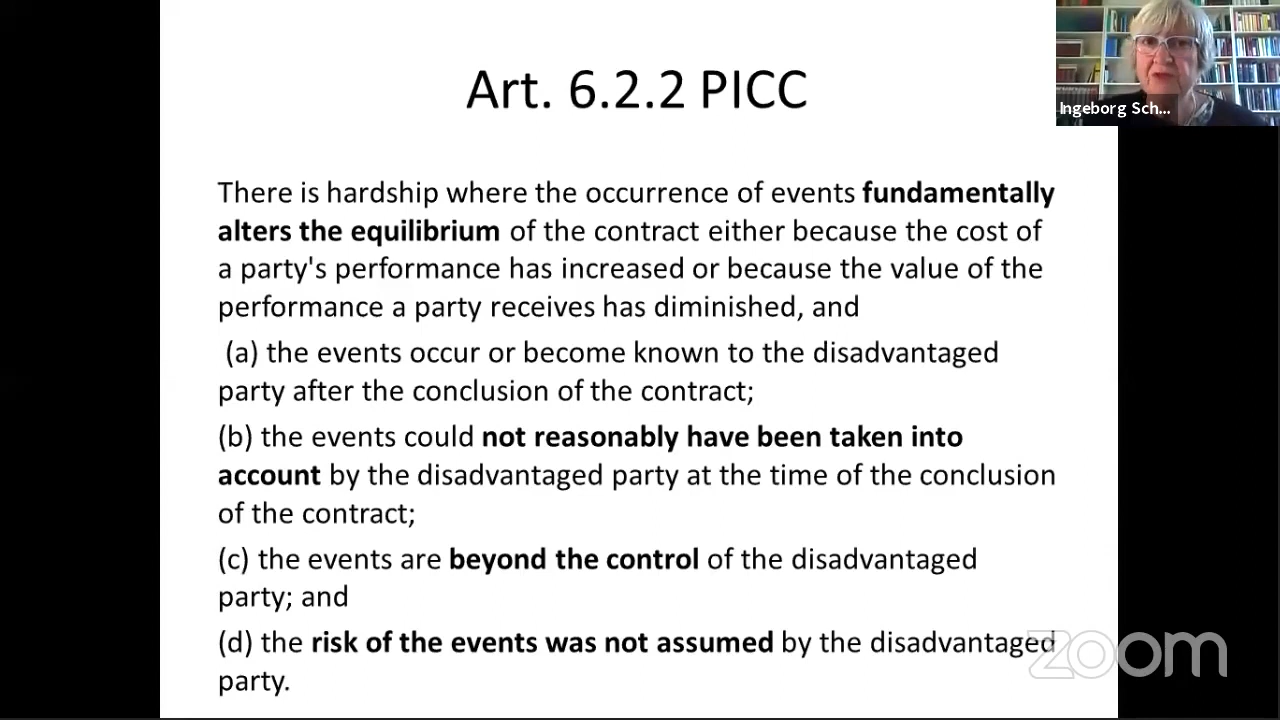 Art. 6.2.2 PICC
Ingeborg Sch...
There is hardship where the occurrence of events fundamentally
alters the equilibrium of the contract either because the cost of
a party's performance has increased or because the value of the
performance a party receives has diminished, and
(a) the events occur or become known to the disadvantaged
party after the conclusion of the contract;
(b) the events could not reasonably have been taken into
account by the disadvantaged party at the time of the conclusion
of the contract;
(c) the events are beyond the control of the disadvantaged
party; and
(d) the risk of the events was not assumed by the disadvantaged
party.
zoom